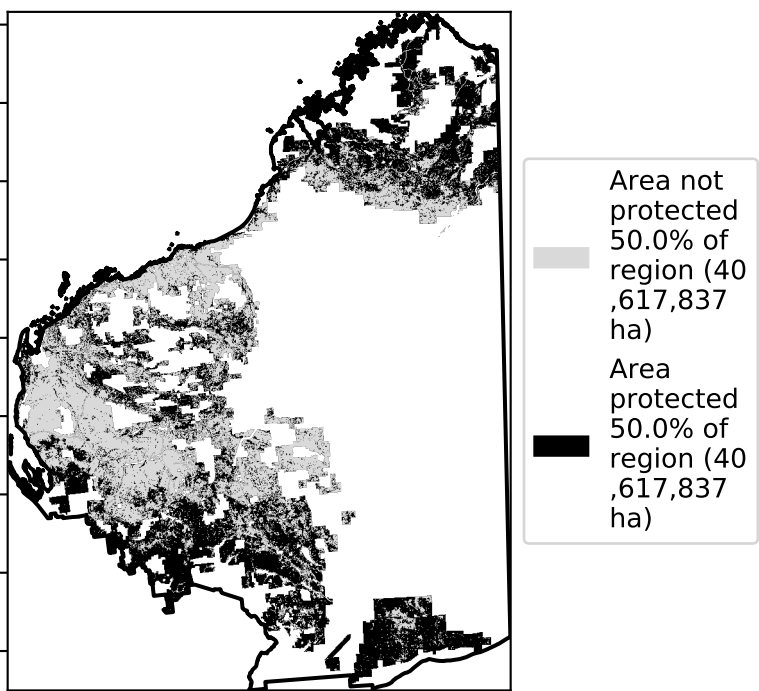 Area not
protected
50.0% of
region (40
,617,837
ha)
Area
protected
50.0% of
region (40
,617,837
ha)